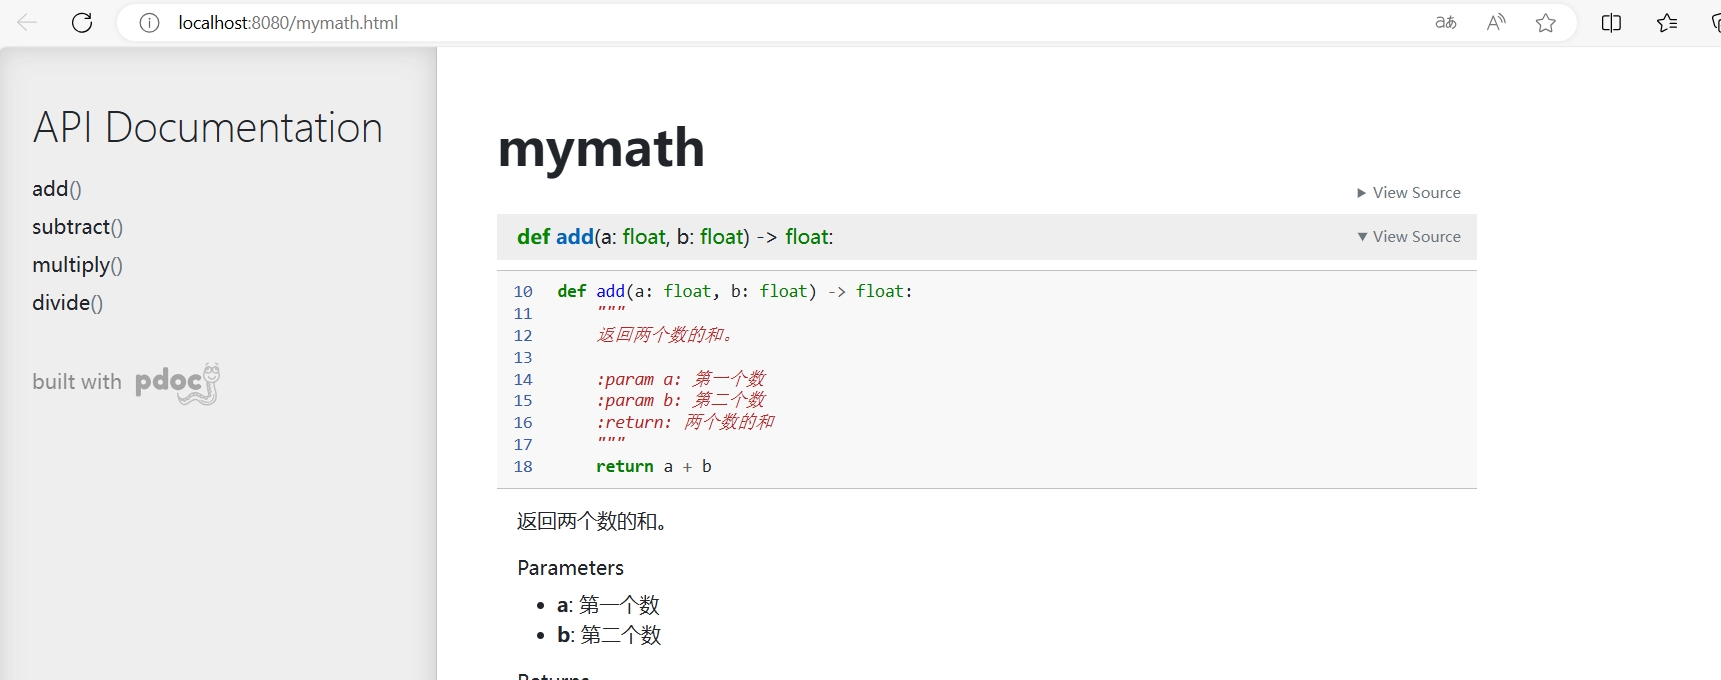 localhost:8080/mymath.html
API Documentation
add()
subtract()
multiply()
divide()
built with pdoc
mymath
View Source
def add(a: float, b: float) -> float:
View Source
10 def add(a: float, b: float) -> float:
11 """
12 返回两个数的和。
13
14 :param a: 第一个数
15 :param b: 第二个数
16 :return: 两个数的和
17 """
18 return a + b
返回两个数的和。
Parameters
• a: 第一个数
• b: 第二个数
Returns